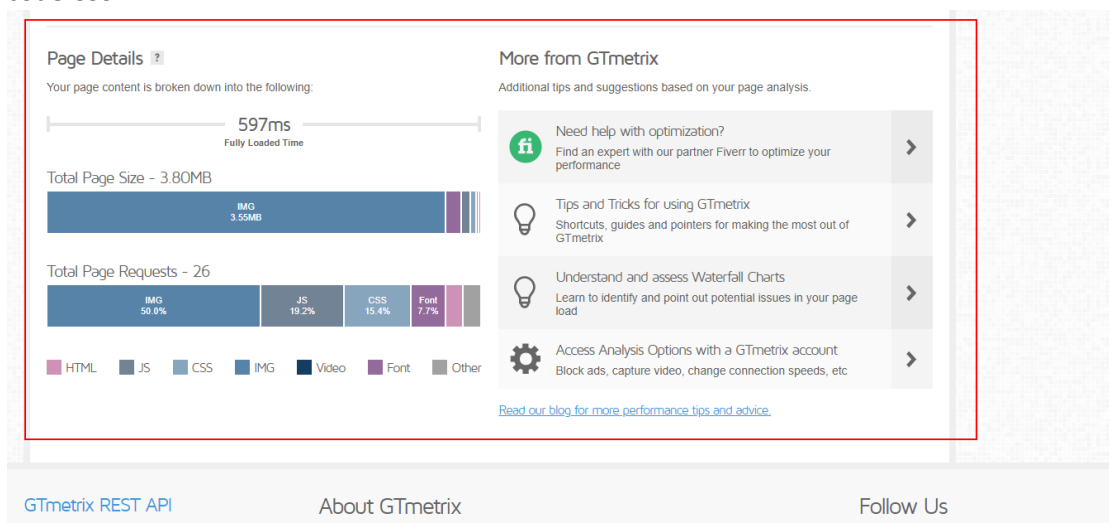 Page Details ?
Your page content is broken down into the following:
597ms
Fully Loaded Time
Total Page Size - 3.80MB
IMG
3.55MB
Total Page Requests - 26
IMG
50.0%
JS
19.2%
CSS
15.4%
Font
7.7%
HTML JS CSS IMG Video Font Other
More from GTmetrix
Additional tips and suggestions based on your page analysis.
fi
Need help with optimization?
Find an expert with our partner Fiverr to optimize your
performance
Tips and Tricks for using GTmetrix
Shortcuts, guides and pointers for making the most out of
GTmetrix
Understand and assess Waterfall Charts
Learn to identify and point out potential issues in your page
load
Access Analysis Options with a GTmetrix account
Block ads, capture video, change connection speeds, etc
Read our blog for more performance tips and advice.
GTmetrix REST API
About GTmetrix
Follow Us